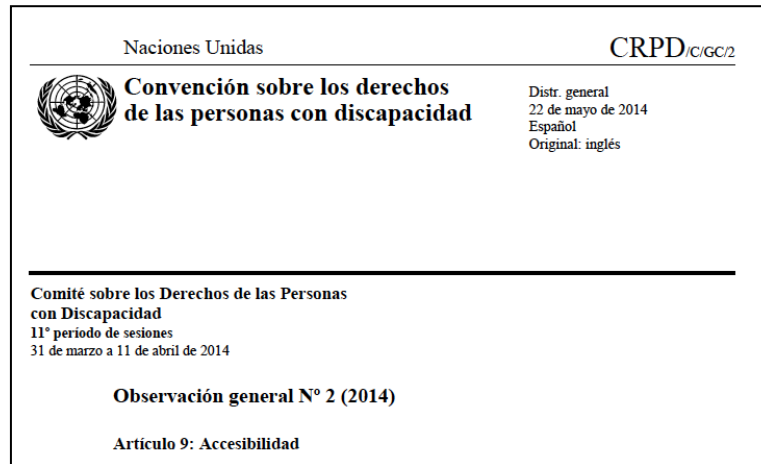 Naciones Unidas
CRPD/C/GC/2
Convención sobre los derechos
de las personas con discapacidad
Distr. general
22 de mayo de 2014
Español
Original: inglés
Comité sobre los Derechos de las Personas
con Discapacidad
11º período de sesiones
31 de marzo a 11 de abril de 2014
Observación general Nº 2 (2014)
Artículo 9: Accesibilidad